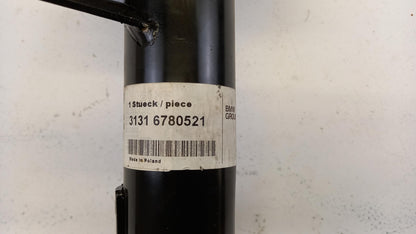 1 Stueck / piece
3131 6780521
Made in Poland
BMW
GROUP